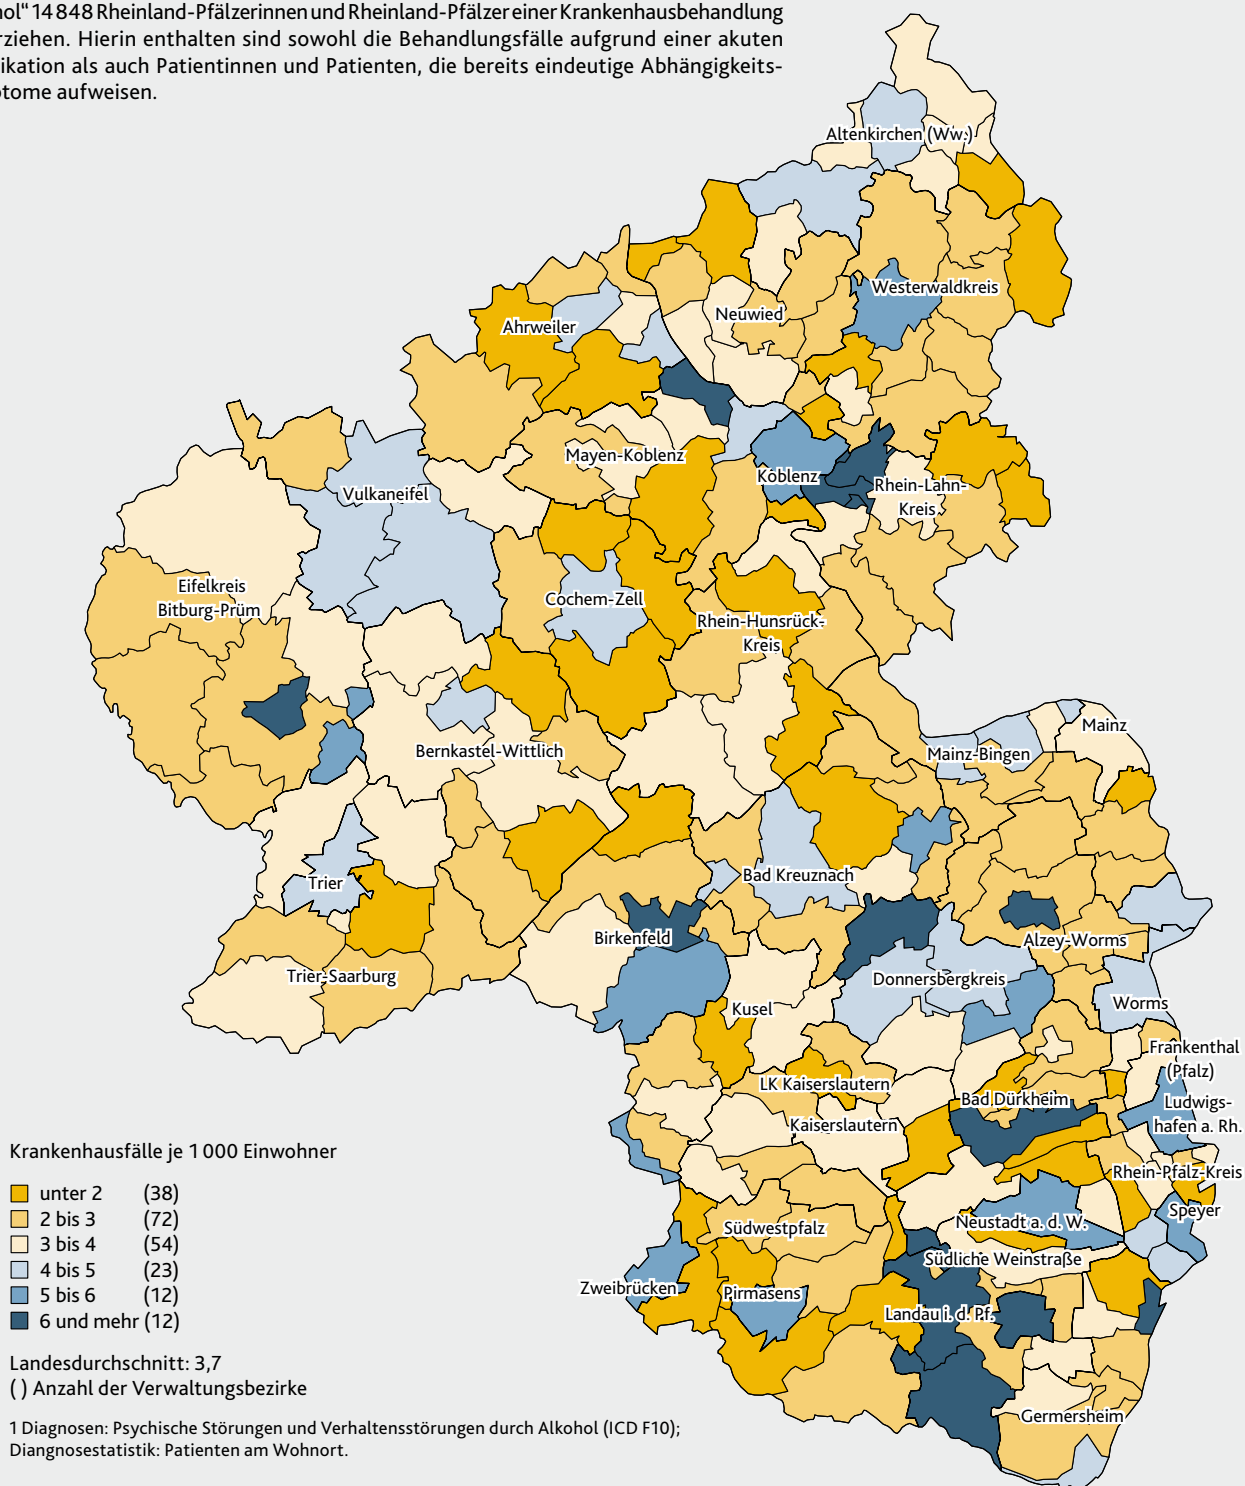 ol“ 14 848 Rheinland-Pfälzerinnen und Rheinland-Pfälzer einer Krankenhausbehandlung
rziehen. Hierin enthalten sind sowohl die Behandlungsfälle aufgrund einer akuten
ikation als auch Patientinnen und Patienten, die bereits eindeutige Abhängigkeits-
tome aufweisen.
Altenkirchen (Ww.)
Westerwaldkreis
Neuwied
Ahrweiler
Mayen-Koblenz
Koblenz
Rhein-Lahn-
Kreis
Vulkaneifel
Eifelkreis
Bitburg-Prüm
Cochem-Zell
Rhein-Hunsrück-
Kreis
Mainz
Mainz-Bingen
Bernkastel-Wittlich
Bad Kreuznach
Trier
Birkenfeld
Alzey-Worms
Trier-Saarburg
Donnersbergkreis
Worms
Kusel
Frankenthal
(Pfalz)
LK Kaiserslautern
Bad Dürkheim
Ludwigs-
hafen a. Rh.
Kaiserslautern
Rhein-Pfalz-Kreis
Speyer
Neustadt a. d. W.
Südwestpfalz
Südliche Weinstraße
Zweibrücken
Pirmasens
Landau i. d. Pf.
Germersheim
Krankenhausfälle je 1 000 Einwohner
unter 2 (38)
2 bis 3 (72)
3 bis 4 (54)
4 bis 5 (23)
5 bis 6 (12)
6 und mehr (12)
Landesdurchschnitt: 3,7
( ) Anzahl der Verwaltungsbezirke
1 Diagnosen: Psychische Störungen und Verhaltensstörungen durch Alkohol (ICD F10);
Diangnosestatistik: Patienten am Wohnort.